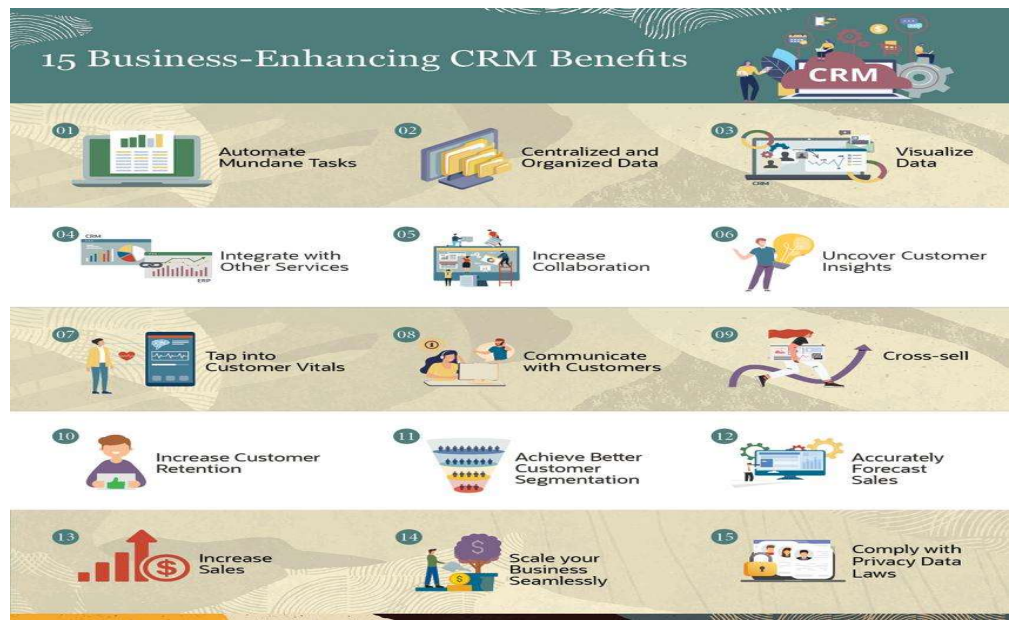 15 Business-Enhancing CRM Benefits
CRM
01
Automate
Mundane Tasks
02
Centralized and
Organized Data
03
CRM
Visualize
Data
04
CRM
ERP
Integrate with
Other Services
05
Increase
Collaboration
06
Uncover Customer
Insights
07
Tap into
Customer Vitals
08
Communicate
with Customers
09
Cross-sell
10
Increase Customer
Retention
11
Achieve Better
Customer
Segmentation
12
Accurately
Forecast
Sales
13
$
Increase
Sales
14
$
$
Scale your
Business
Seamlessly
15
Comply with
Privacy Data
Laws